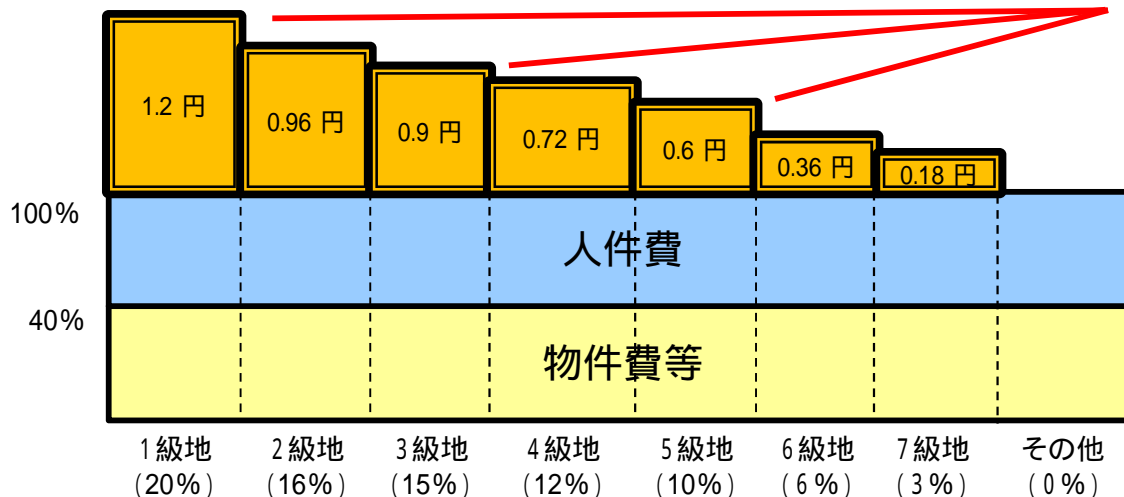 1.2 円
0.96 円
0.9 円
0.72 円
0.6 円
0.36 円
0.18 円
100%
人件費
40%
物件費等
1級地 2級地 3級地 4級地 5級地 6級地 7級地 その他
(20%) (16%) (15%) (12%) (10%) (6%) (3%) (0%)